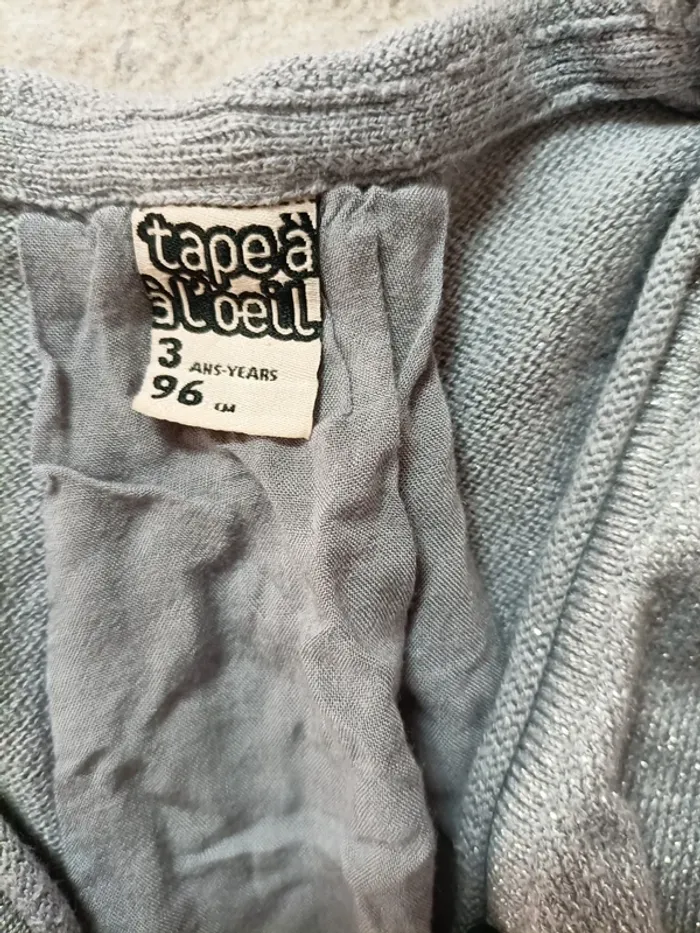 tape à
à l'oeil
3 ANS-YEARS
96 CM